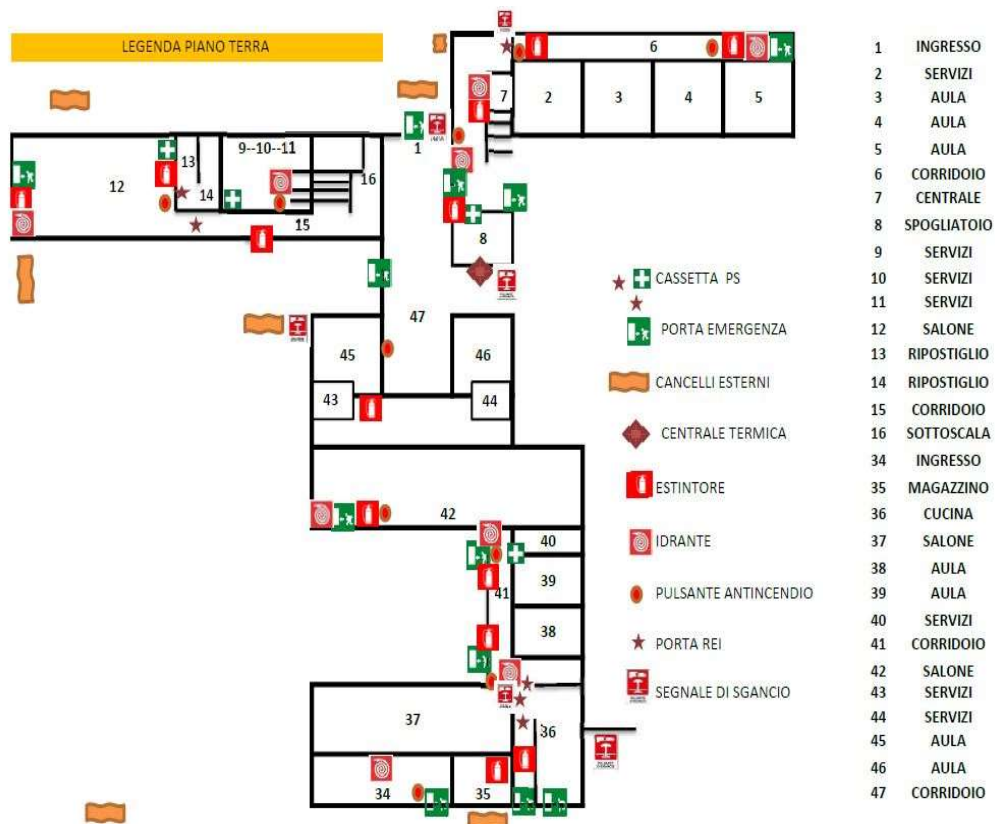 LEGENDA PIANO TERRA
6
7
2
3
4
5
1
9--10--11
13
12
14
16
15
8
47
45
46
43
44
42
40
39
41
38
37
36
34
35
CASSETTA PS
PORTA EMERGENZA
CANCELLI ESTERNI
CENTRALE TERMICA
ESTINTORE
IDRANTE
PULSANTE ANTINCENDIO
PORTA REI
SEGNALE DI SGANCIO
1 INGRESSO
2 SERVIZI
3 AULA
4 AULA
5 AULA
6 CORRIDOIO
7 CENTRALE
8 SPOGLIATOIO
9 SERVIZI
10 SERVIZI
11 SERVIZI
12 SALONE
13 RIPOSTIGLIO
14 RIPOSTIGLIO
15 CORRIDOIO
16 SOTTOSCALA
34 INGRESSO
35 MAGAZZINO
36 CUCINA
37 SALONE
38 AULA
39 AULA
40 SERVIZI
41 CORRIDOIO
42 SALONE
43 SERVIZI
44 SERVIZI
45 AULA
46 AULA
47 CORRIDOIO